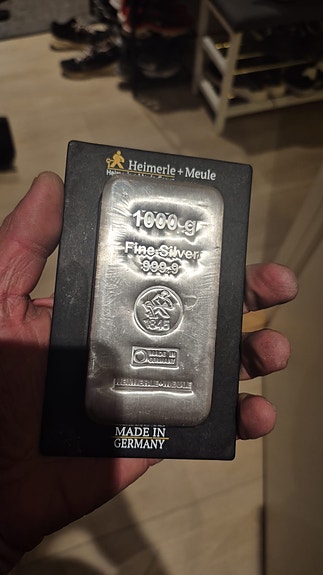 Heimerle + Meule
1000 g
Fine Silver
999.9
1845
MADE IN
GERMANY
HEIMERLE+MEULE
MADE IN
GERMANY